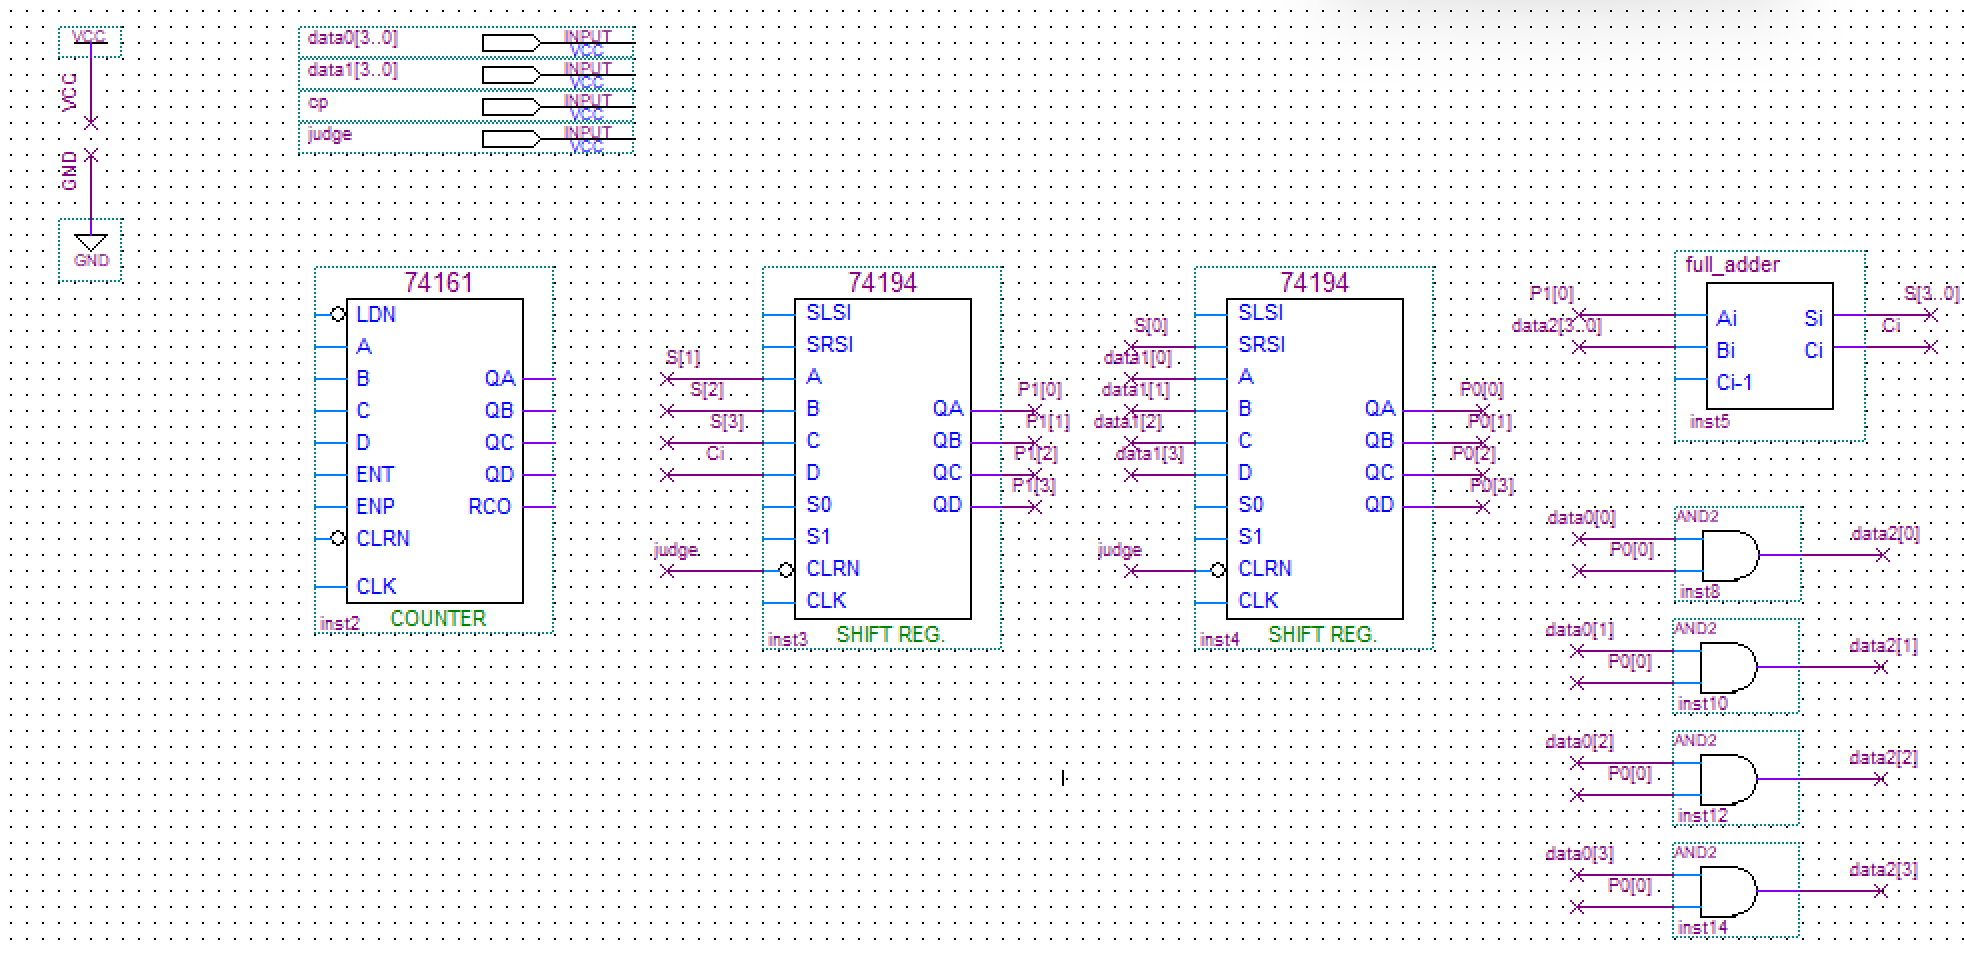 VCC
VCC
GND
GND
data0[3..0] INPUT VCC
data1[3..0] INPUT VCC
cp INPUT VCC
judge INPUT VCC
74161
LDN
A
B QA
C QB
D QC
ENT QD
ENP RCO
CLRN
CLK
inst2 COUNTER
74194
SLSI
SRSI
S[1] A
S[2] B QA P1[0]
S[3] C QB P1[1]
Ci D QC P1[2]
S0 QD P1[3]
S1
judge CLRN
CLK
inst3 SHIFT REG.
74194
SLSI
S[0] SRSI
data1[0] A
data1[1] B QA P0[0]
data1[2] C QB P0[1]
data1[3] D QC P0[2]
S0 QD P0[3]
S1
judge CLRN
CLK
inst4 SHIFT REG.
full_adder
P1[0] Ai Si S[3..0]
data2[3..0] Bi Ci Ci
Ci-1
inst5
AND2
data0[0] data2[0]
P0[0]
inst8
AND2
data0[1] data2[1]
P0[0]
inst10
AND2
data0[2] data2[2]
P0[0]
inst12
AND2
data0[3] data2[3]
P0[0]
inst14